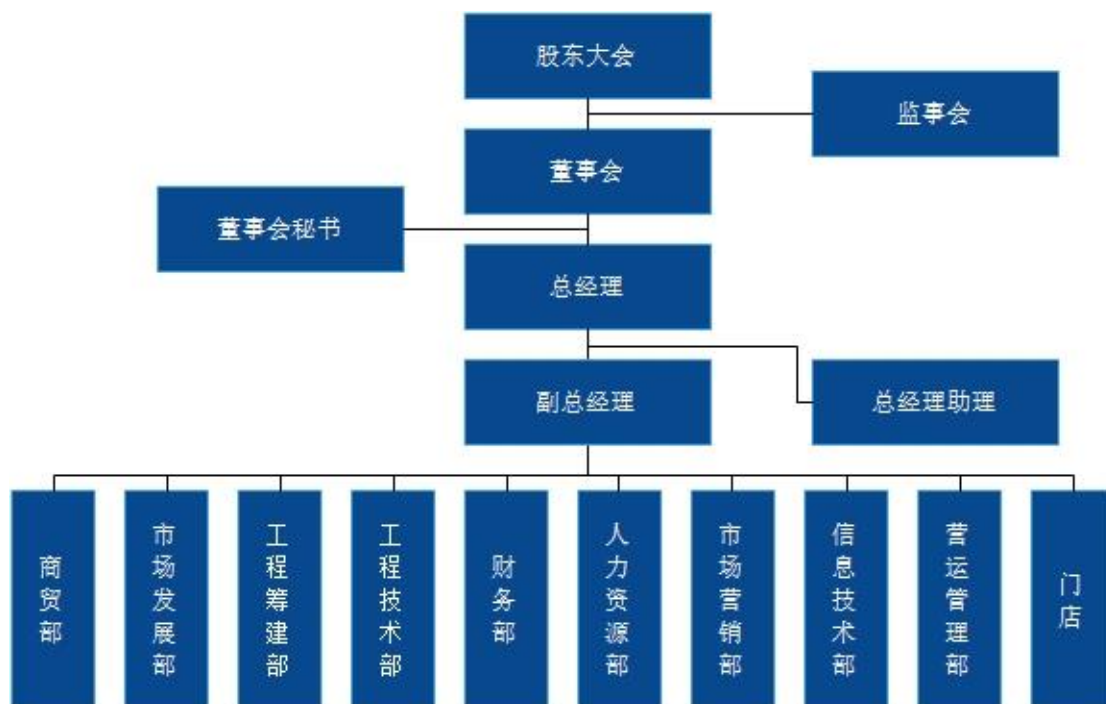 股东大会
监事会
董事会
董事会秘书
总经理
副总经理
总经理助理
商贸部
市场发展部
工程筹建部
工程技术部
财务部
人力资源部
市场营销部
信息技术部
营运管理部
门店